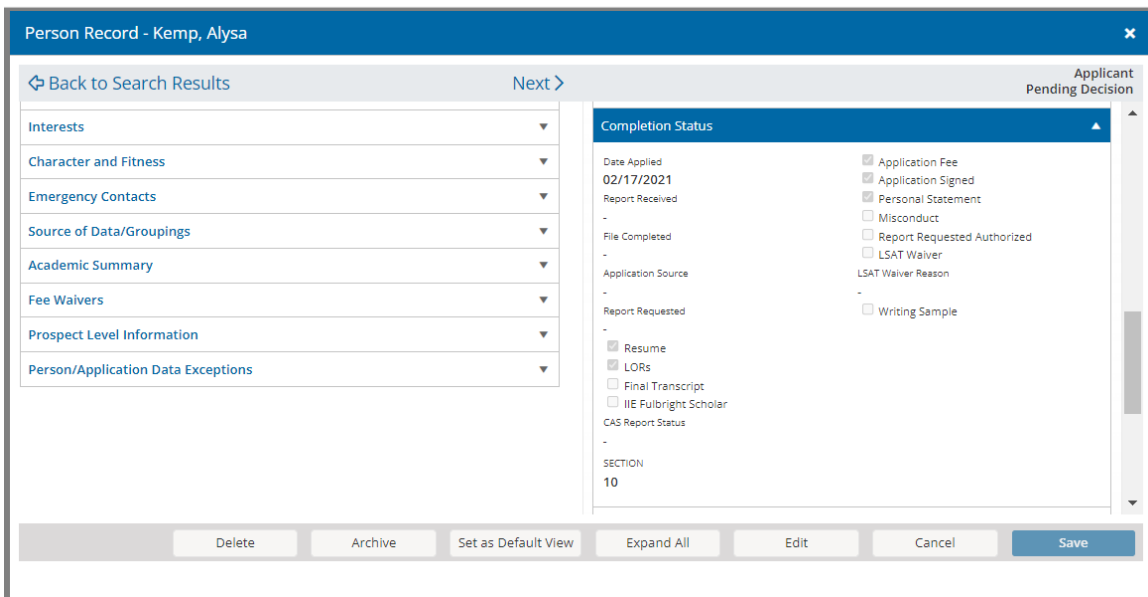 Person Record - Kemp, Alysa
Back to Search Results
Next
Applicant
Pending Decision
Interests
Character and Fitness
Emergency Contacts
Source of Data/Groupings
Academic Summary
Fee Waivers
Prospect Level Information
Person/Application Data Exceptions
Completion Status
Date Applied
02/17/2021
Report Received
-
File Completed
-
Application Source
-
Report Requested
-
Resume
LORs
Final Transcript
IIE Fulbright Scholar
CAS Report Status
-
SECTION
10
Application Fee
Application Signed
Personal Statement
Misconduct
Report Requested Authorized
LSAT Waiver
LSAT Waiver Reason
-
Writing Sample
Delete
Archive
Set as Default View
Expand All
Edit
Cancel
Save